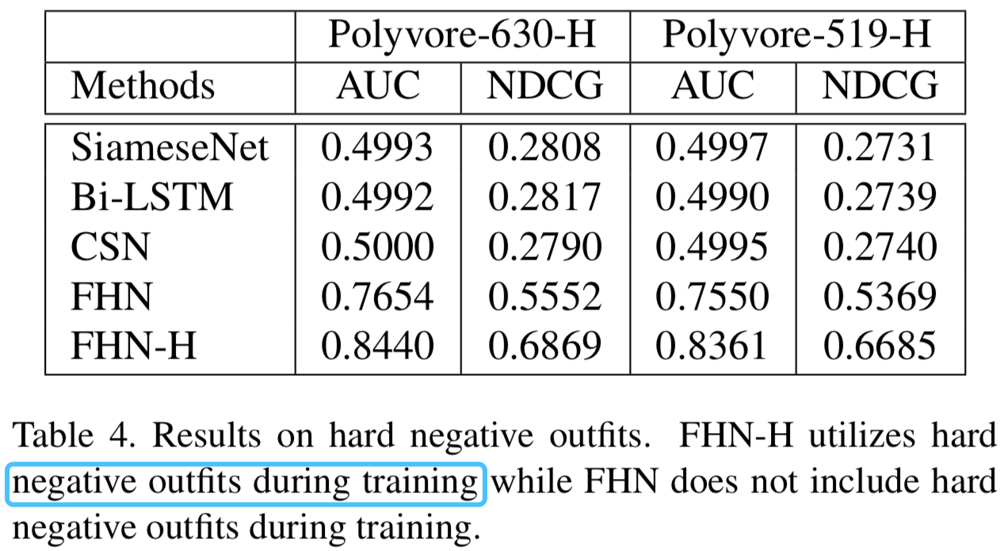 Polyvore-630-H Polyvore-519-H
Methods AUC NDCG AUC NDCG
SiameseNet 0.4993 0.2808 0.4997 0.2731
Bi-LSTM 0.4992 0.2817 0.4990 0.2739
CSN 0.5000 0.2790 0.4995 0.2740
FHN 0.7654 0.5552 0.7550 0.5369
FHN-H 0.8440 0.6869 0.8361 0.6685
Table 4. Results on hard negative outfits. FHN-H utilizes hard
negative outfits during training while FHN does not include hard
negative outfits during training.